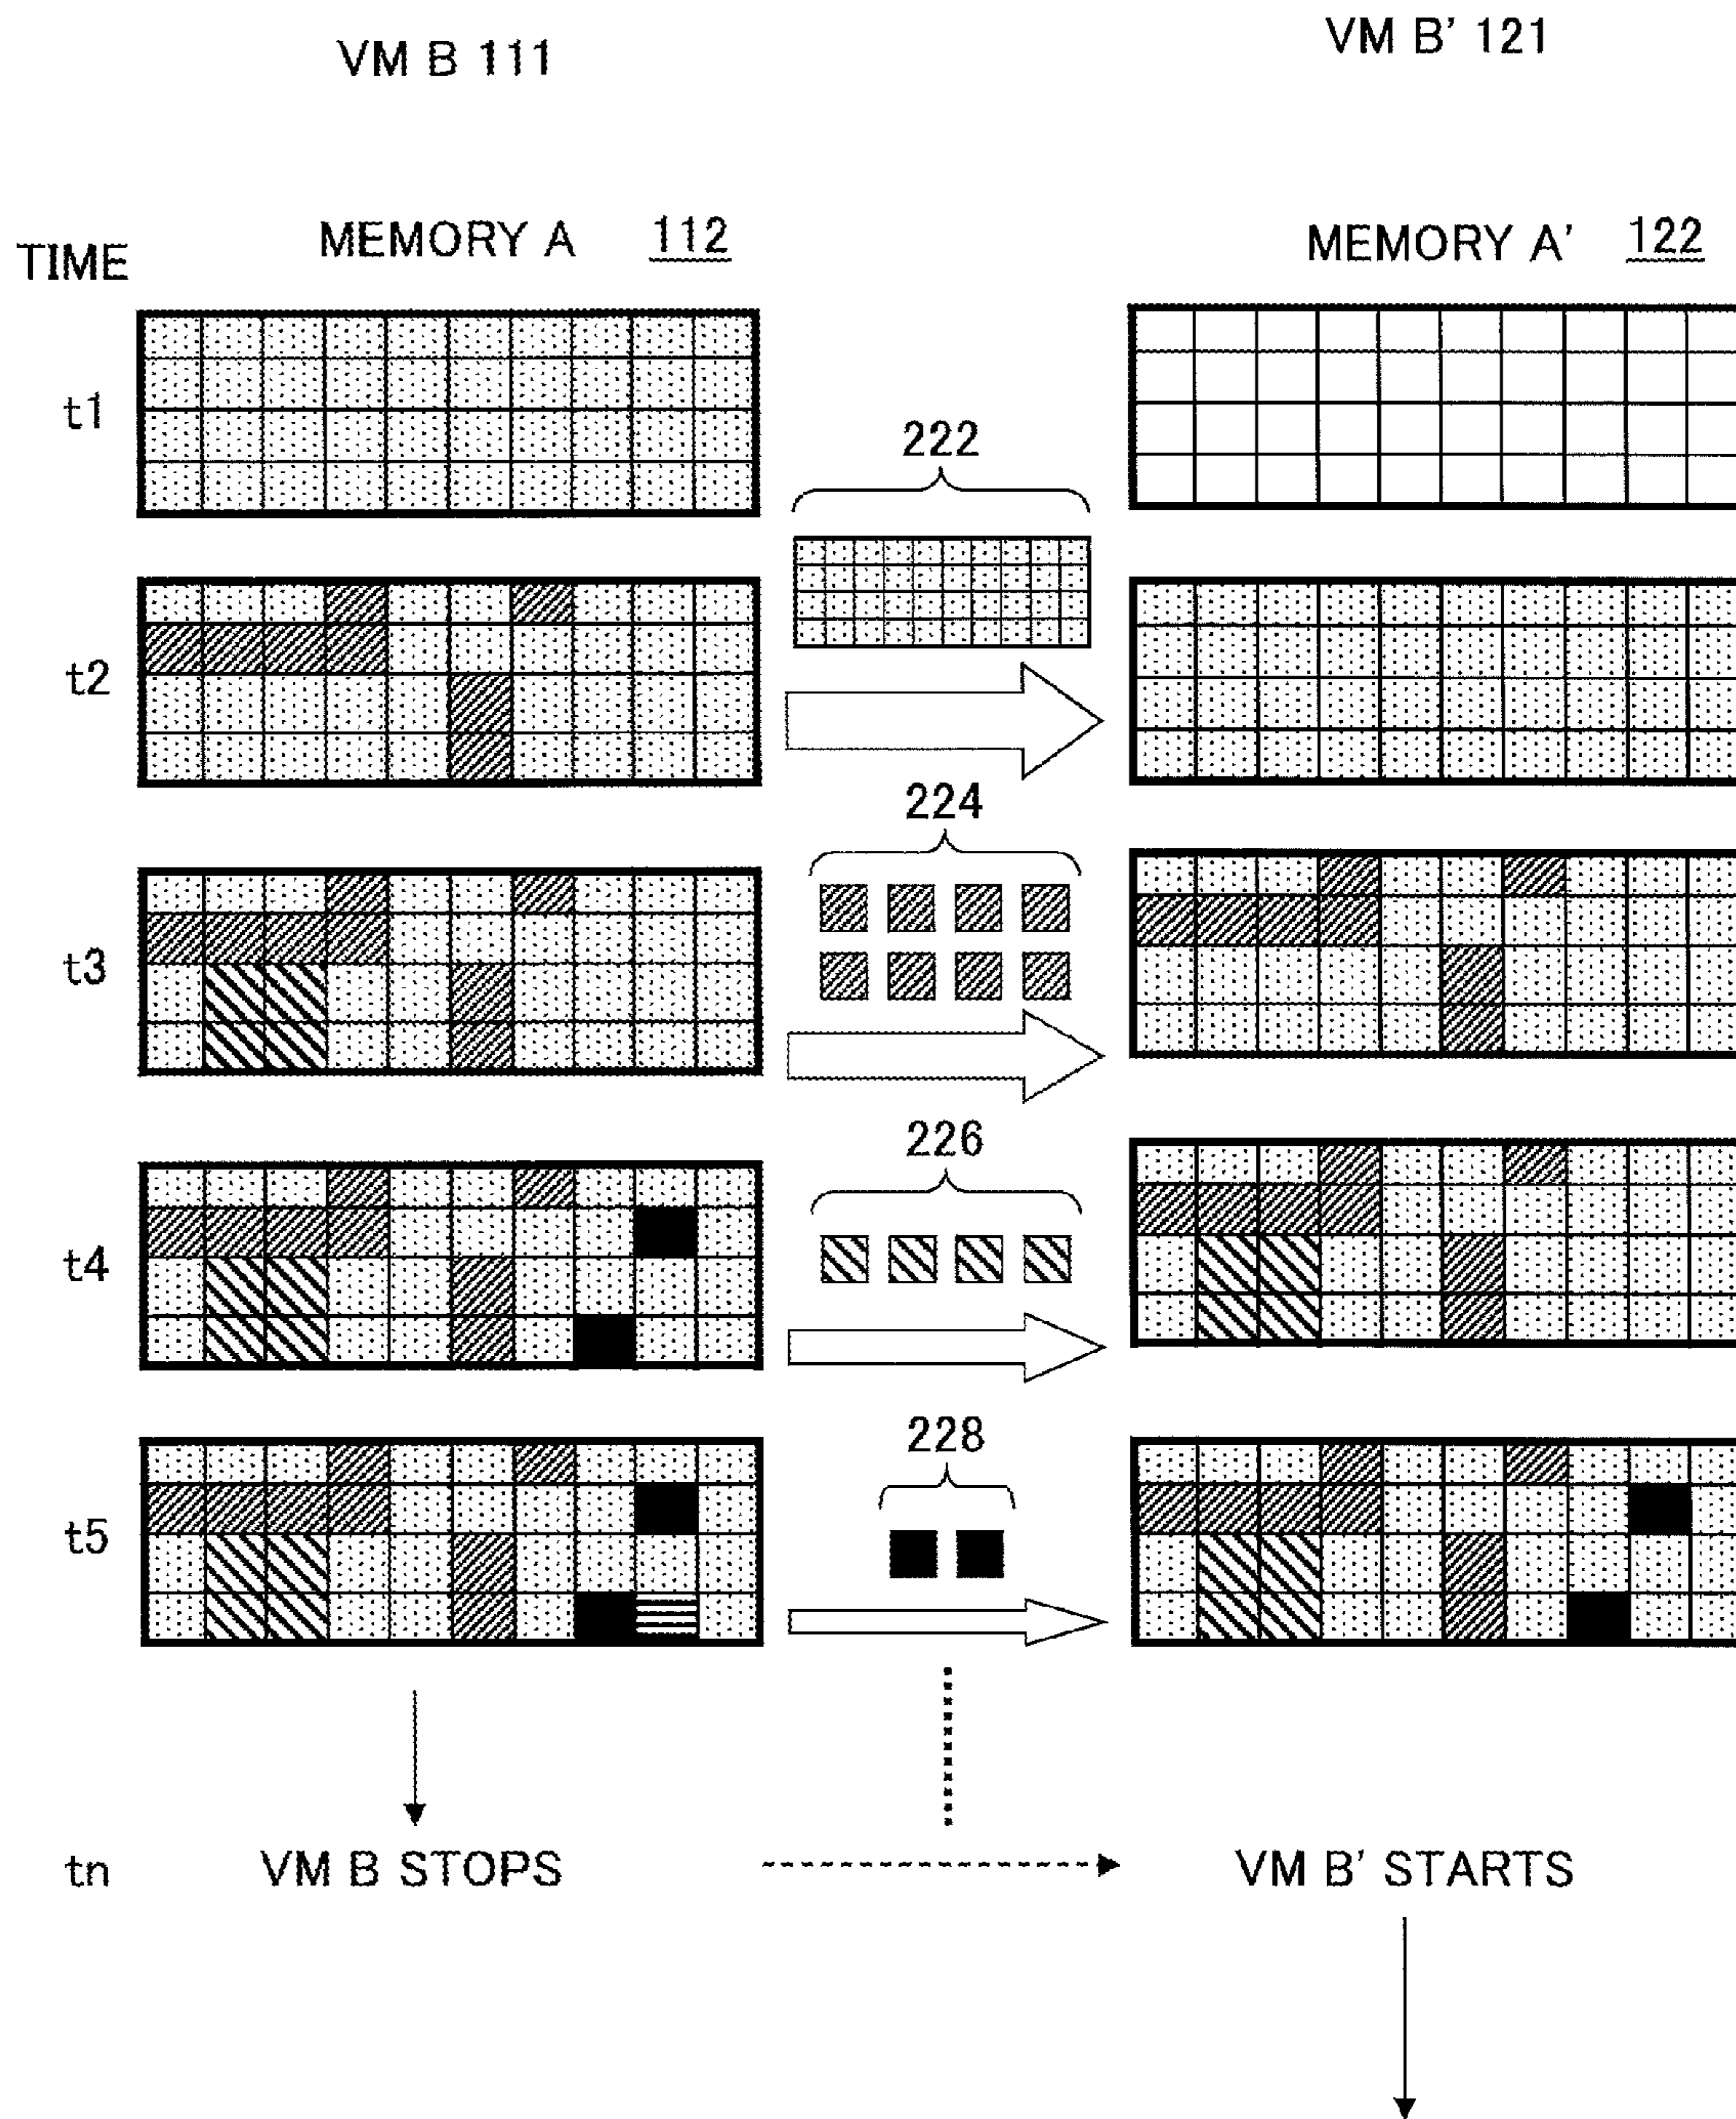 VM B 111
VM B' 121
TIME
MEMORY A 112
MEMORY A' 122
t1
222
t2
224
t3
226
t4
228
t5
tn
VM B STOPS
VM B' STARTS